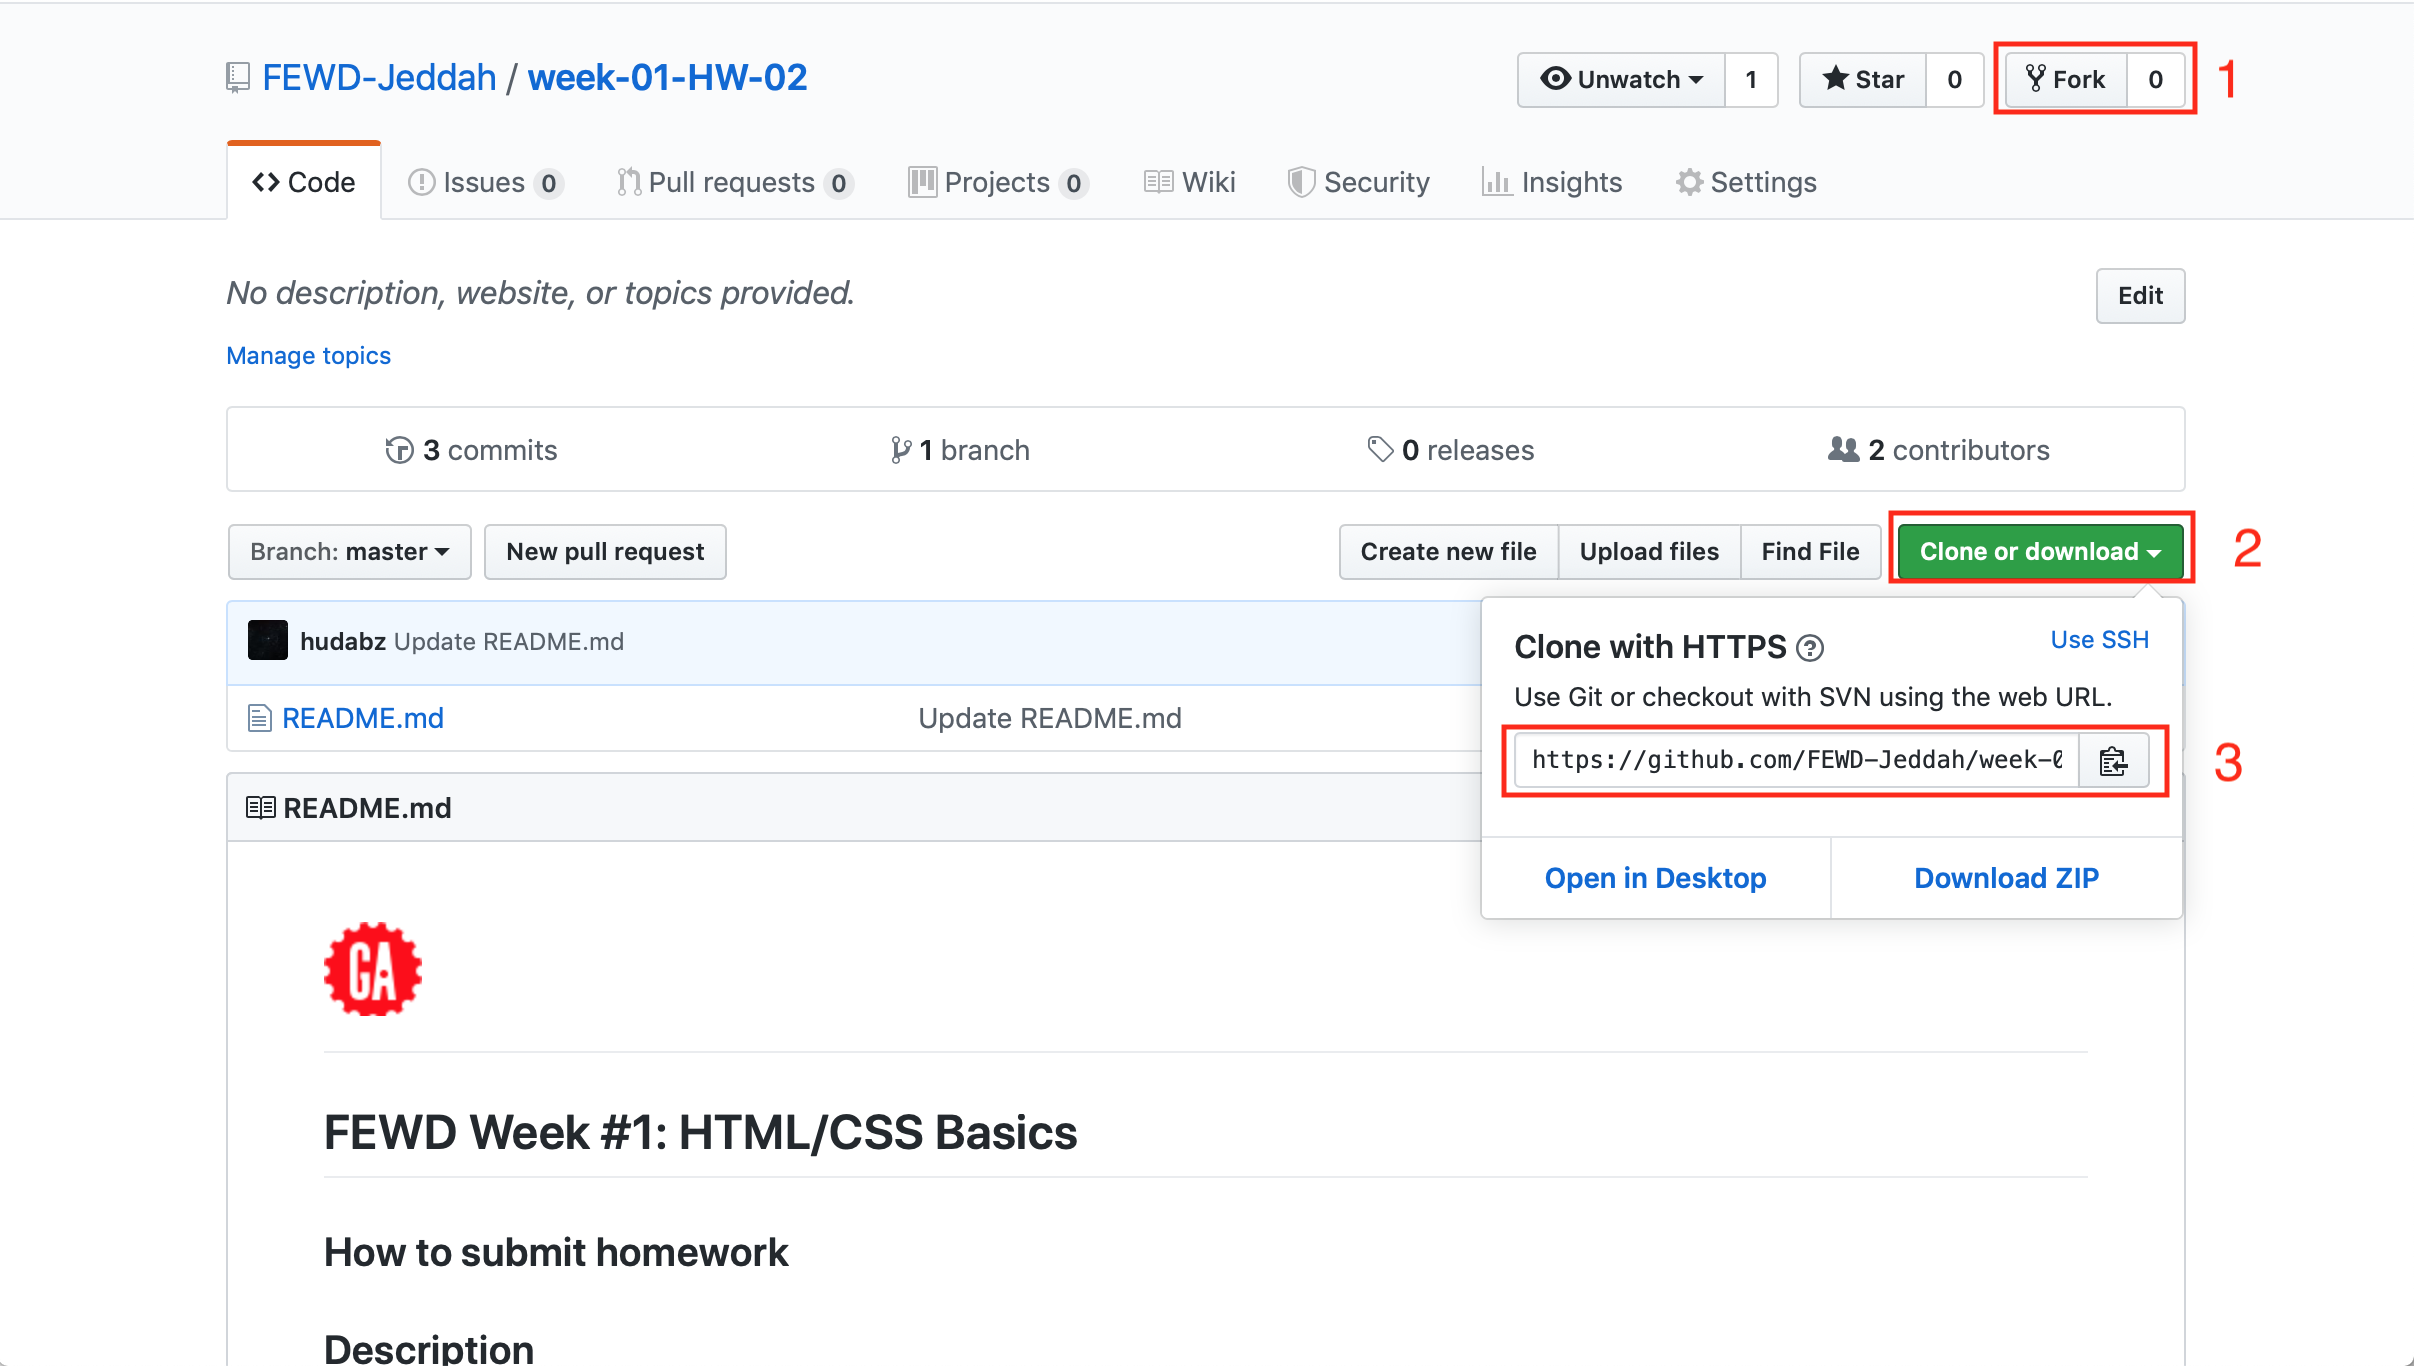 FEWD-Jeddah / week-01-HW-02
Unwatch 1 Star 0 Fork 0 1
Code Issues 0 Pull requests 0 Projects 0 Wiki Security Insights Settings
No description, website, or topics provided. Edit
Manage topics
3 commits 1 branch 0 releases 2 contributors
Branch: master New pull request Create new file Upload files Find File Clone or download 2
hudabz Update README.md
README.md Update README.md
Clone with HTTPS ? Use SSH
Use Git or checkout with SVN using the web URL.
https://github.com/FEWD-Jeddah/week-0 3
Open in Desktop Download ZIP
README.md
GA
FEWD Week #1: HTML/CSS Basics
How to submit homework
Description